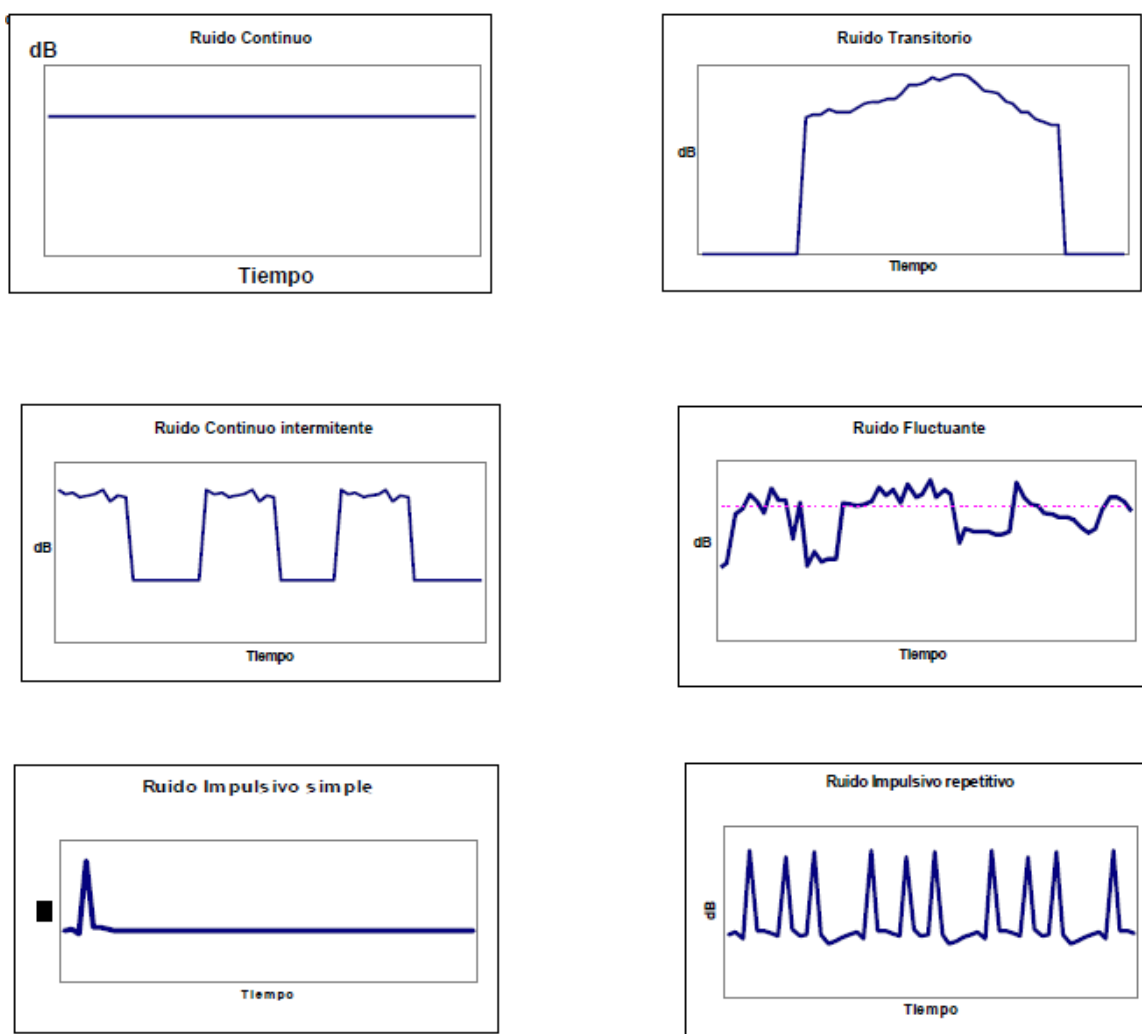 Ruido Continuo
dB
Tiempo
Ruido Transitorio
dB
Tiempo
Ruido Continuo intermitente
dB
Tiempo
Ruido Fluctuante
dB
Tiempo
Ruido Impulsivo simple
Tiempo
Ruido Impulsivo repetitivo
dB
Tiempo